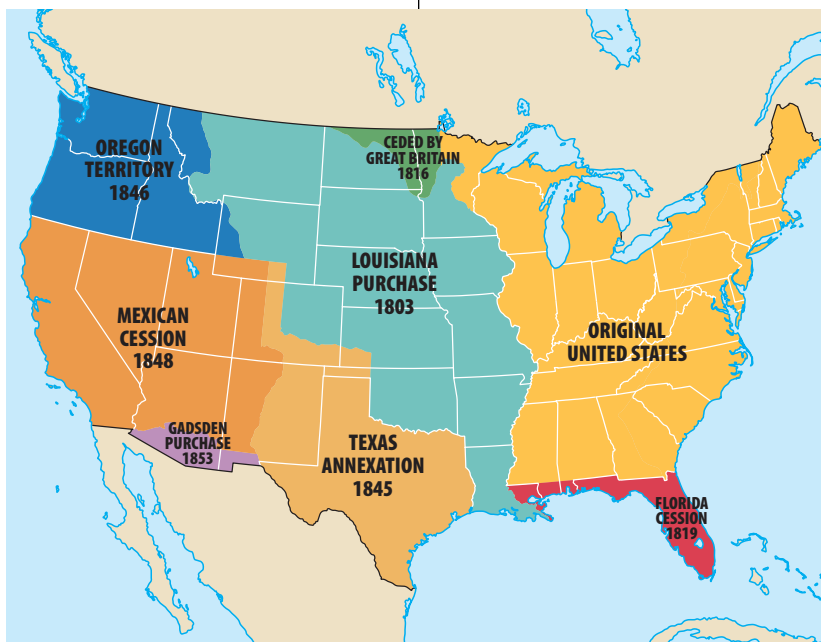 OREGON
TERRITORY
1846
CEDED BY
GREAT BRITAIN
1816
LOUISIANA
PURCHASE
1803
MEXICAN
CESSION
1848
ORIGINAL
UNITED STATES
GADSDEN
PURCHASE
1853
TEXAS
ANNEXATION
1845
FLORIDA
CESSION
1819